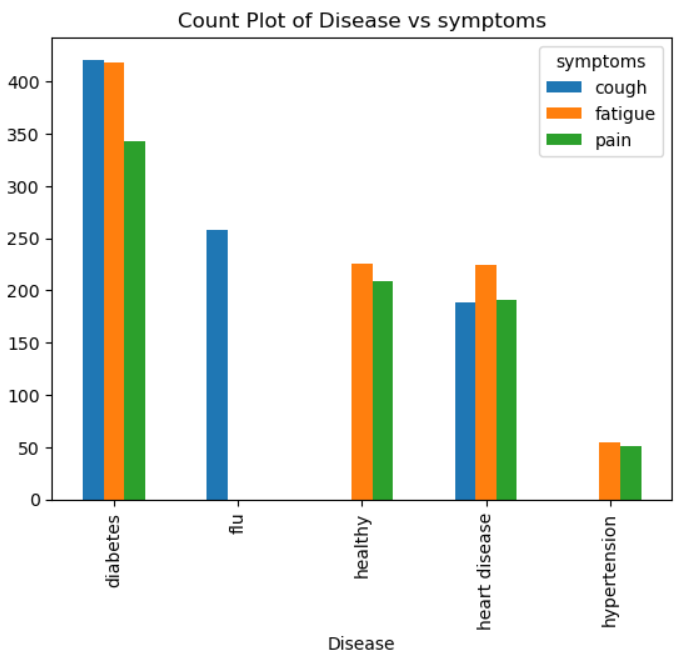 Count Plot of Disease vs symptoms
symptoms
cough
fatigue
pain
400
350
300
250
200
150
100
50
0
diabetes
flu
healthy
heart disease
hypertension
Disease